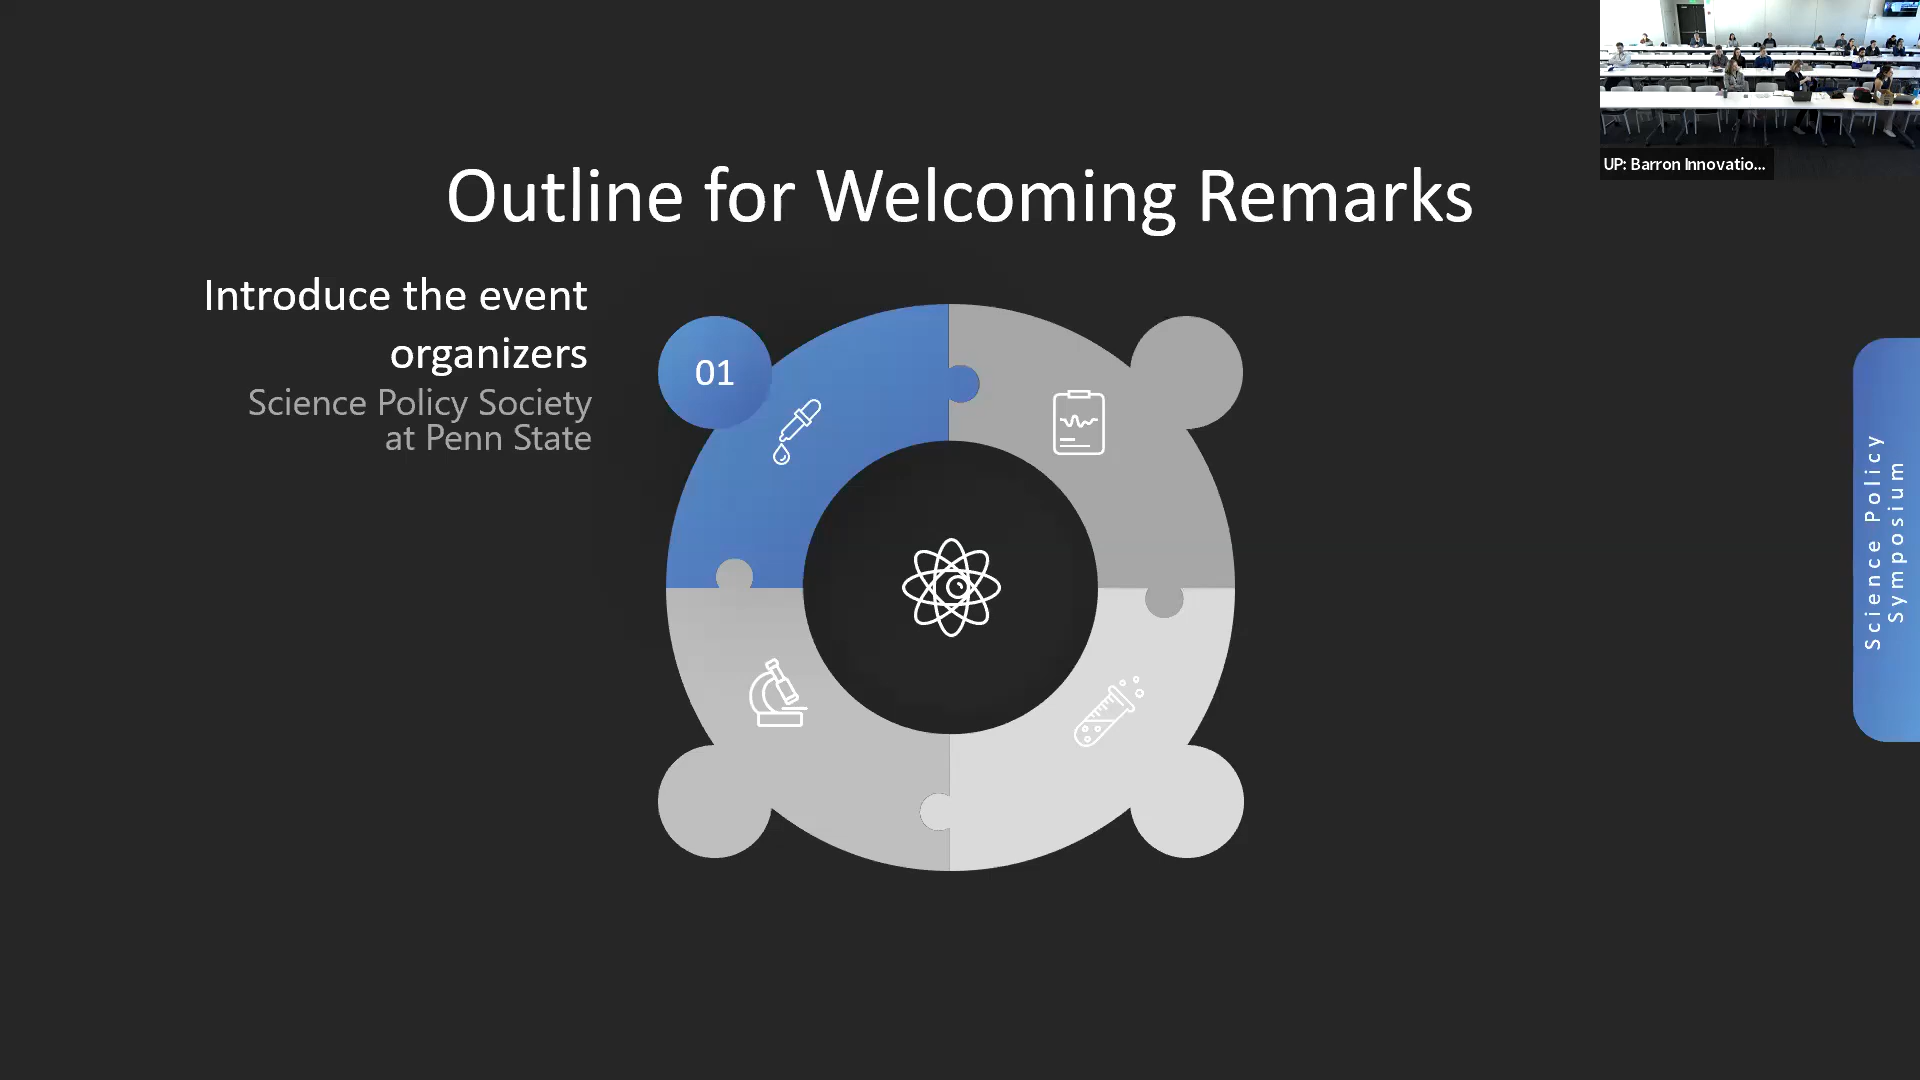 UP: Barron Innovatio...
Outline for Welcoming Remarks
Introduce the event
organizers
Science Policy Society
at Penn State
01
Science Policy
Symposium